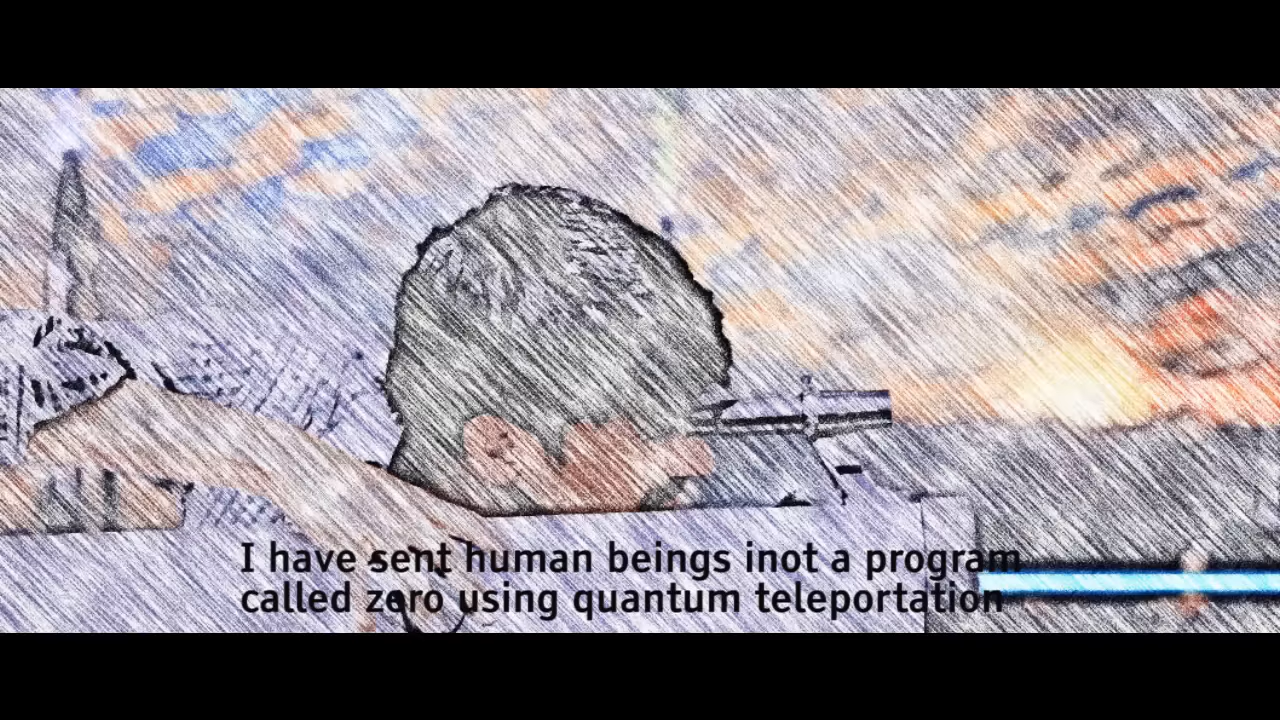 I have sent human beings inot a program
called zero using quantum teleportation